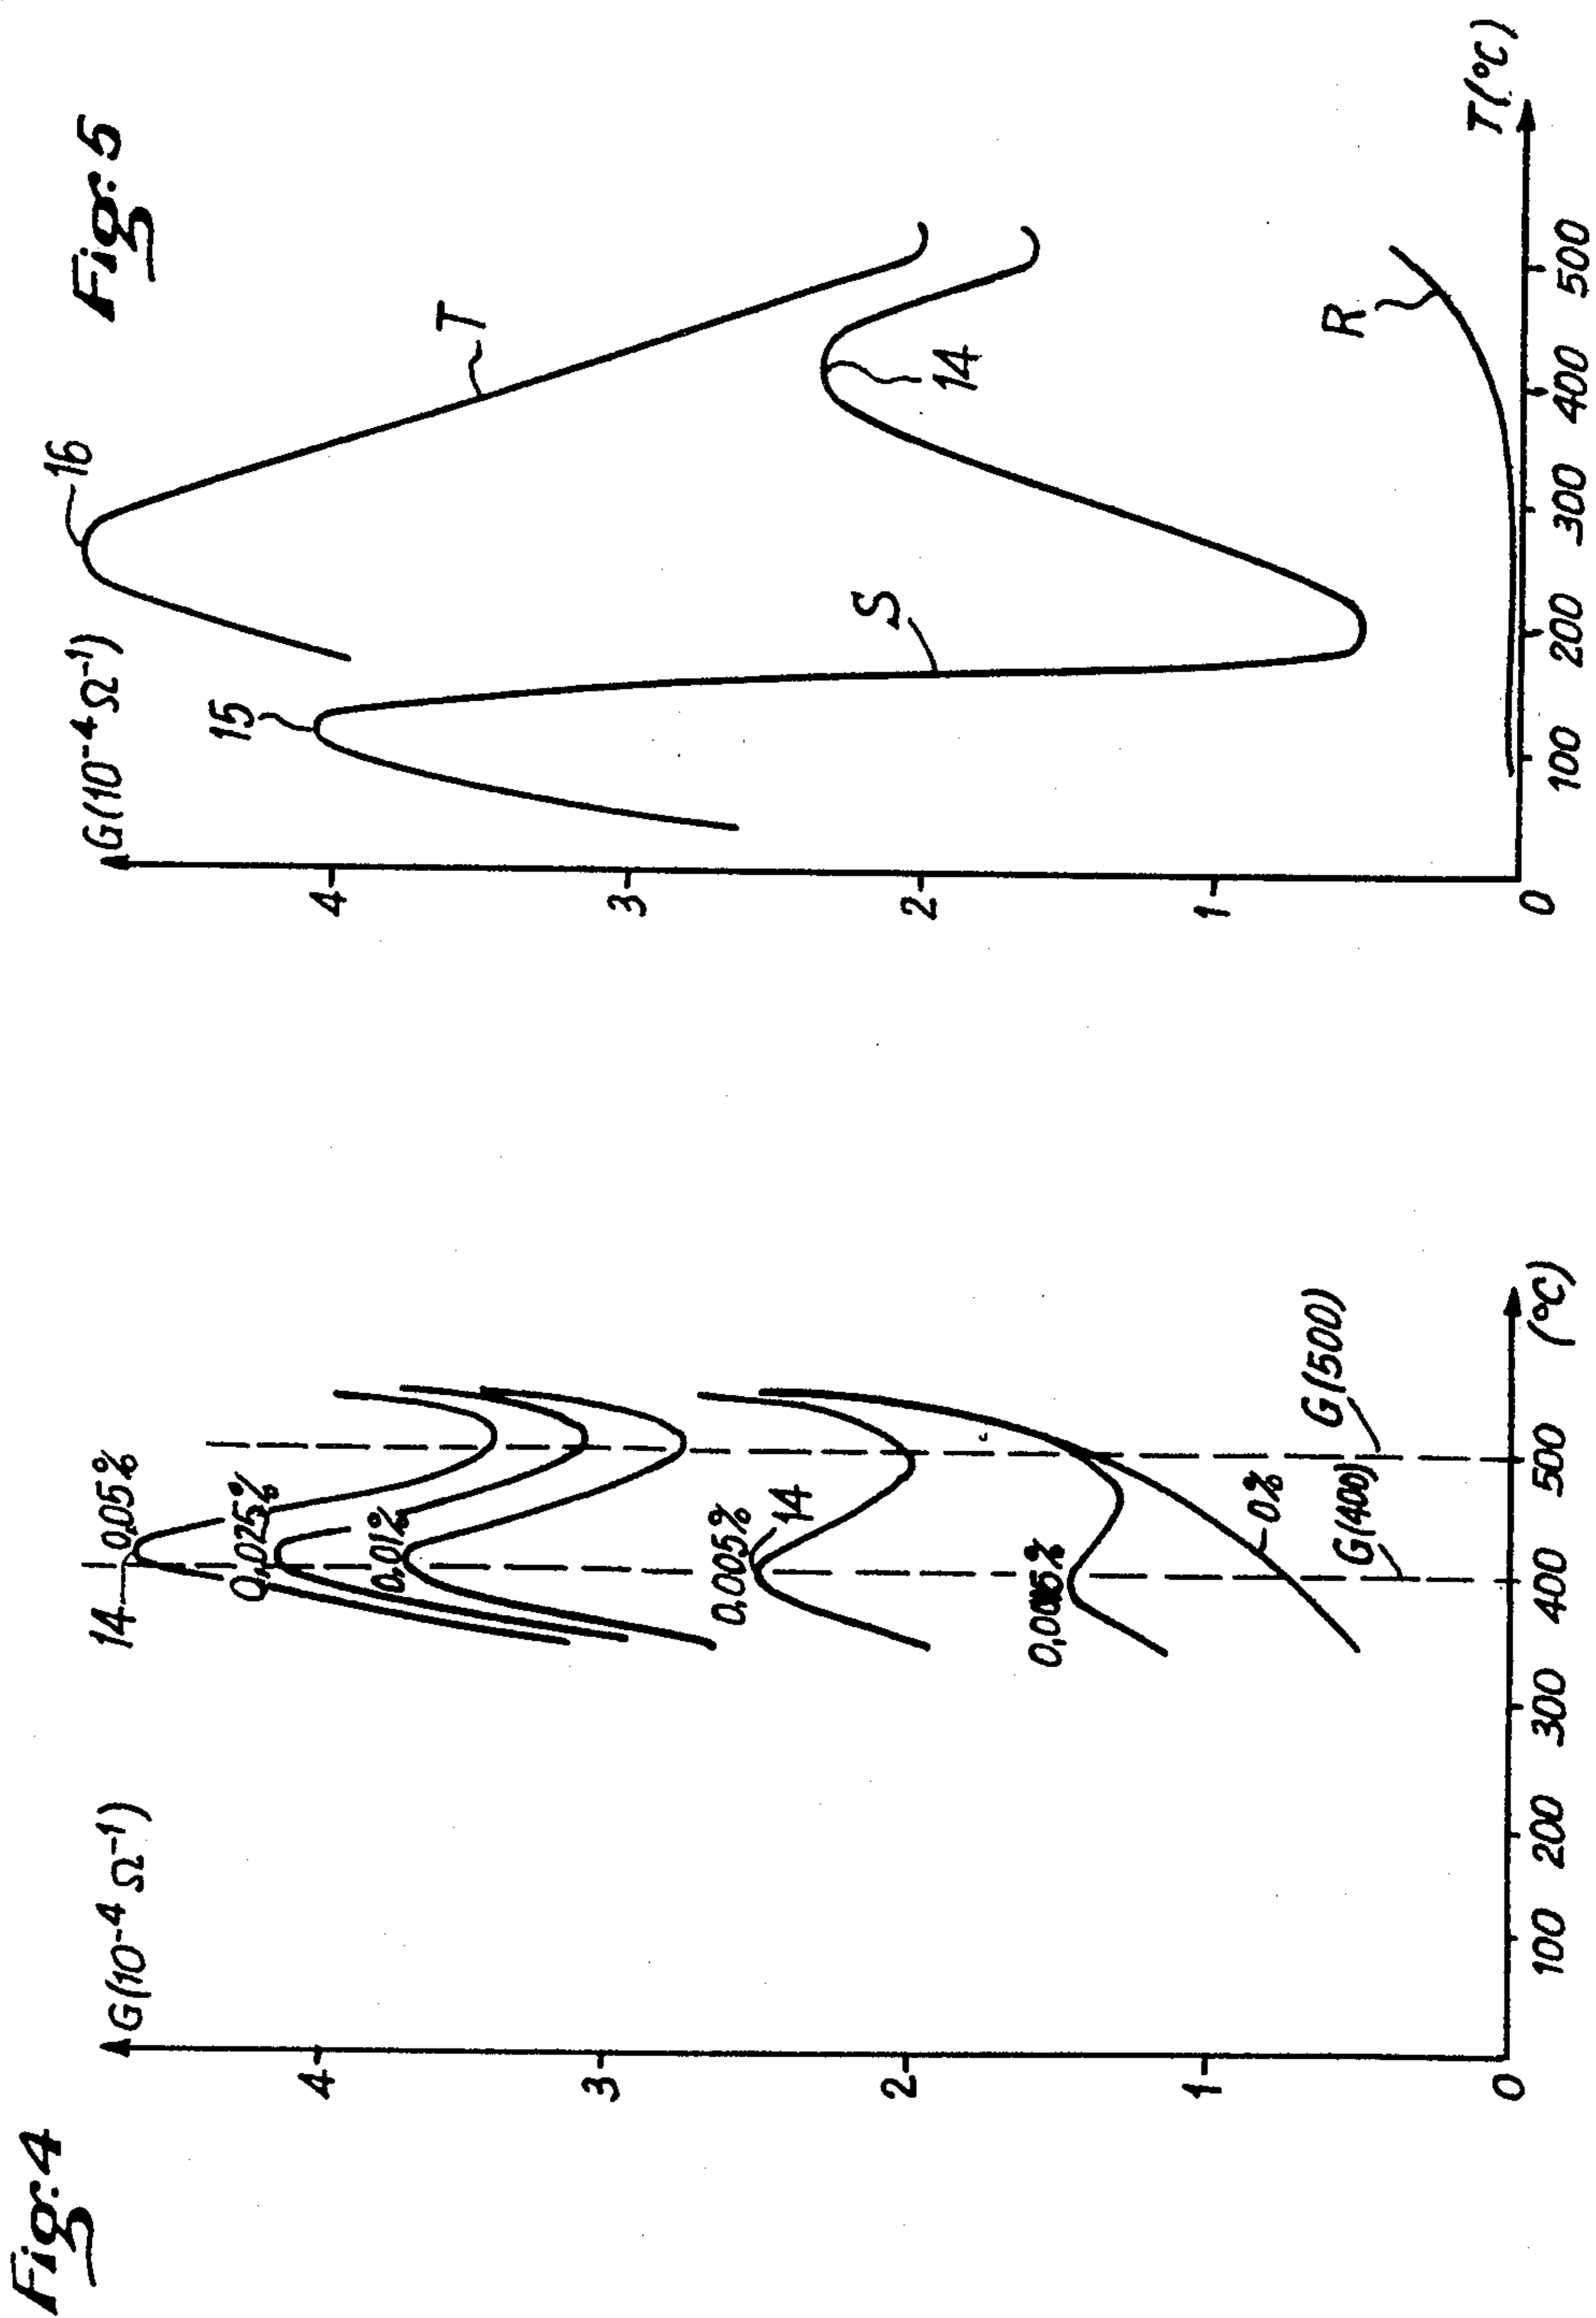 Fig. 4
G(10⁻⁴ Ω⁻¹)
14
0,05%
0,025%
0,01%
0,005%
14
0%
G(400)
G(500)
4
3
2
1
0
100 200 300 400 500 (°C)
Fig. 5
G(10⁻⁴ Ω⁻¹)
15
16
T
S
14
R
4
3
2
1
0
100 200 300 400 500
T(°C)